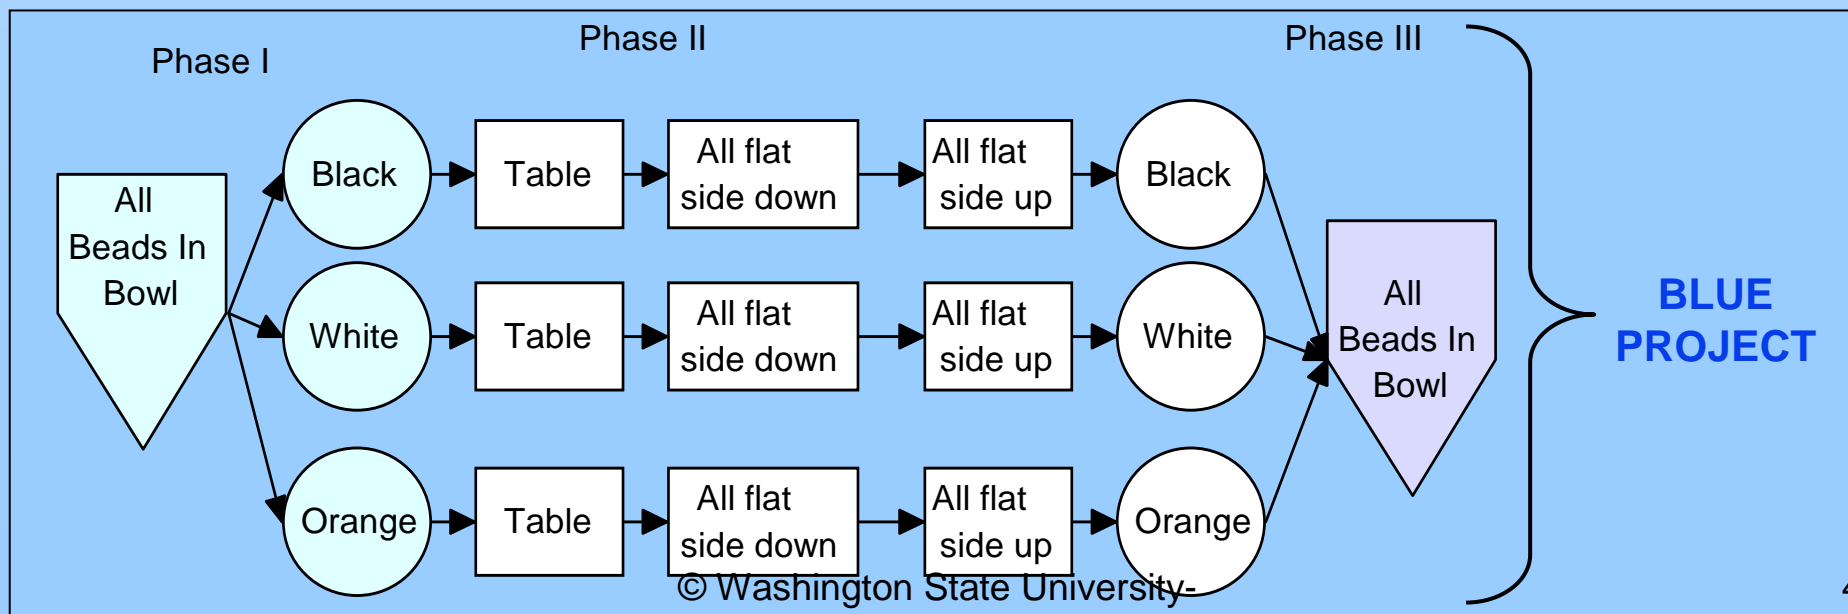 Phase I
Phase II
Phase III
All
Beads In
Bowl
Black
Table
All flat
side down
All flat
side up
Black
White
Table
All flat
side down
All flat
side up
White
Orange
Table
All flat
side down
All flat
side up
Orange
All
Beads In
Bowl
BLUE
PROJECT
© Washington State University-